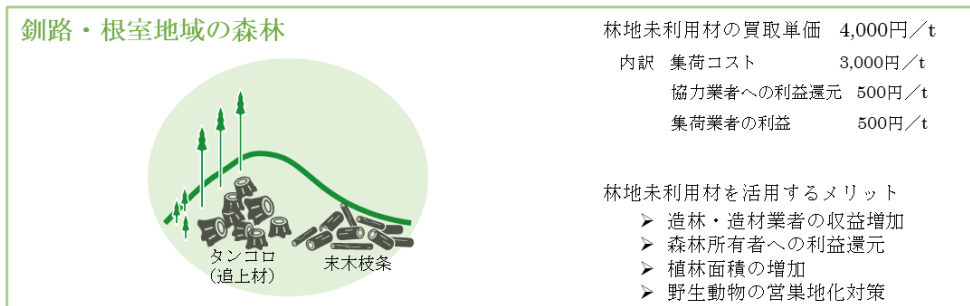 釧路・根室地域の森林
林地未利用材の買取単価 4,000円／t
内訳 集荷コスト 3,000円／t
協力業者への利益還元 500円／t
集荷業者の利益 500円／t
林地未利用材を活用するメリット
➢ 造林・造材業者の収益増加
➢ 森林所有者への利益還元
➢ 植林面積の増加
➢ 野生動物の営巣地化対策
タンコロ
（追上材）
末木枝条